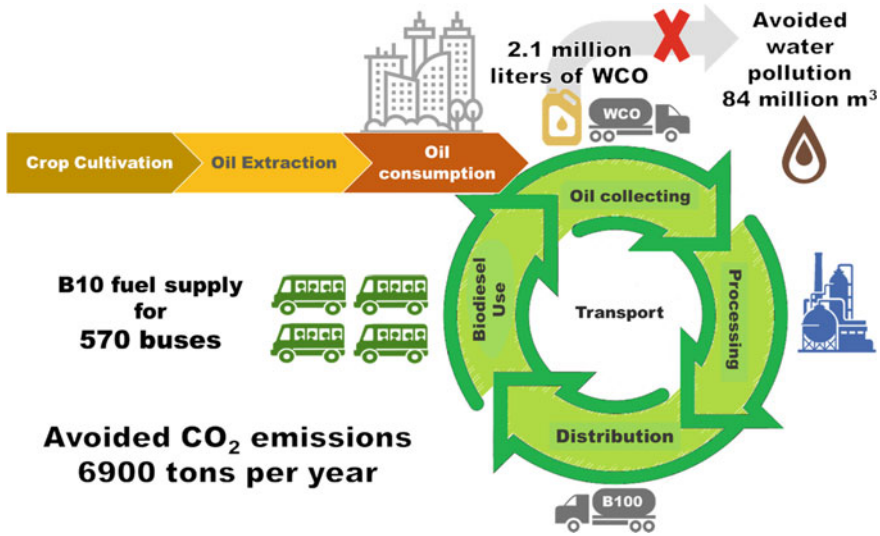 2.1 million
liters of WCO
Avoided
water
pollution
84 million m³
WCO
Crop Cultivation
Oil Extraction
Oil
consumption
Oil collecting
B10 fuel supply
for
570 buses
Biodiesel
Use
Transport
Processing
Distribution
Avoided CO₂ emissions
6900 tons per year
B100